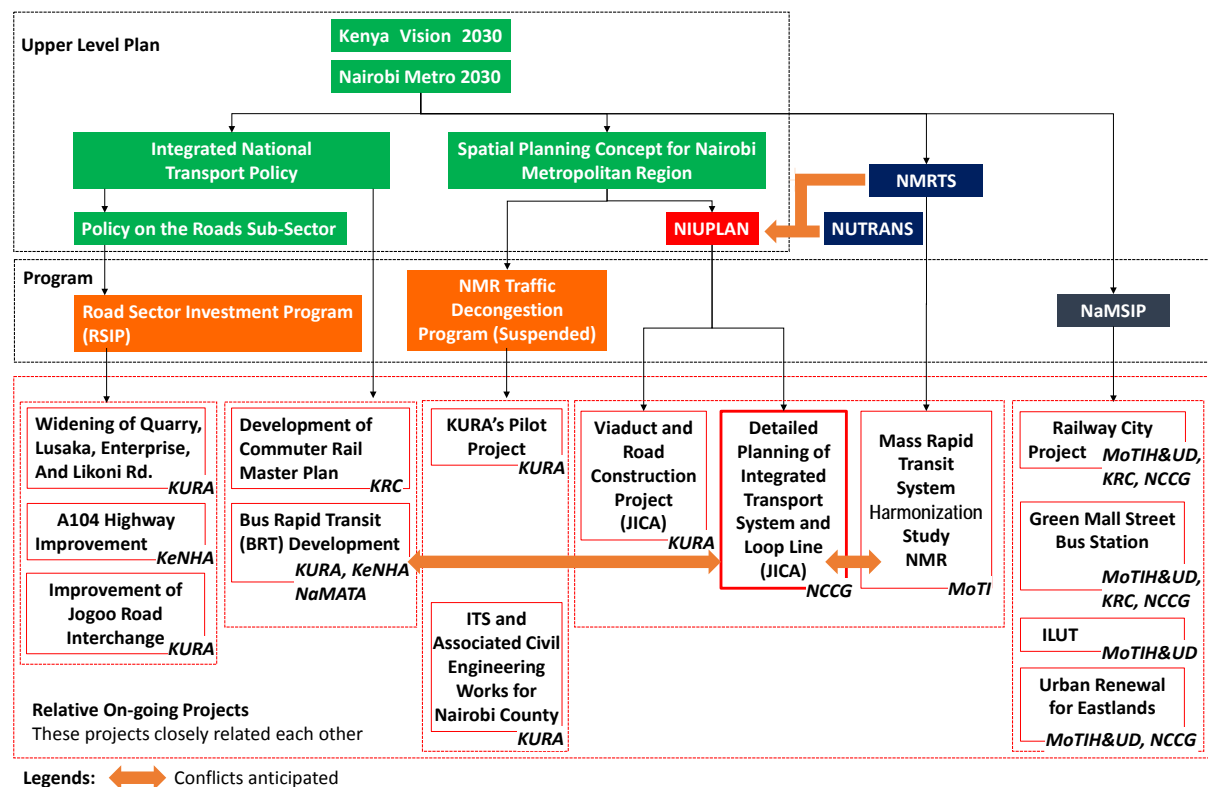 Upper Level Plan
Kenya Vision 2030
Nairobi Metro 2030
Integrated National
Transport Policy
Spatial Planning Concept for Nairobi
Metropolitan Region
NMRTS
Policy on the Roads Sub-Sector
NIUPLAN
NUTRANS
Program
Road Sector Investment Program
(RSIP)
NMR Traffic
Decongestion
Program (Suspended)
NaMSIP
Widening of Quarry,
Lusaka, Enterprise,
And Likoni Rd.
KURA
A104 Highway
Improvement
KeNHA
Improvement of
Jogoo Road
Interchange
KURA
Development of
Commuter Rail
Master Plan
KRC
Bus Rapid Transit
(BRT) Development
KURA, KeNHA
NaMATA
KURA's Pilot
Project
KURA
ITS and
Associated Civil
Engineering
Works for
Nairobi County
KURA
Viaduct and
Road
Construction
Project
(JICA)
KURA
Detailed
Planning of
Integrated
Transport
System and
Loop Line
(JICA)
NCCG
Mass Rapid
Transit
System
Harmonization
Study
NMR
MoTI
Railway City
Project
MoTIH&UD,
KRC, NCCG
Green Mall Street
Bus Station
MoTIH&UD,
KRC, NCCG
ILUT
MoTIH&UD
Urban Renewal
for Eastlands
MoTIH&UD, NCCG
Relative On-going Projects
These projects closely related each other
Legends:
Conflicts anticipated